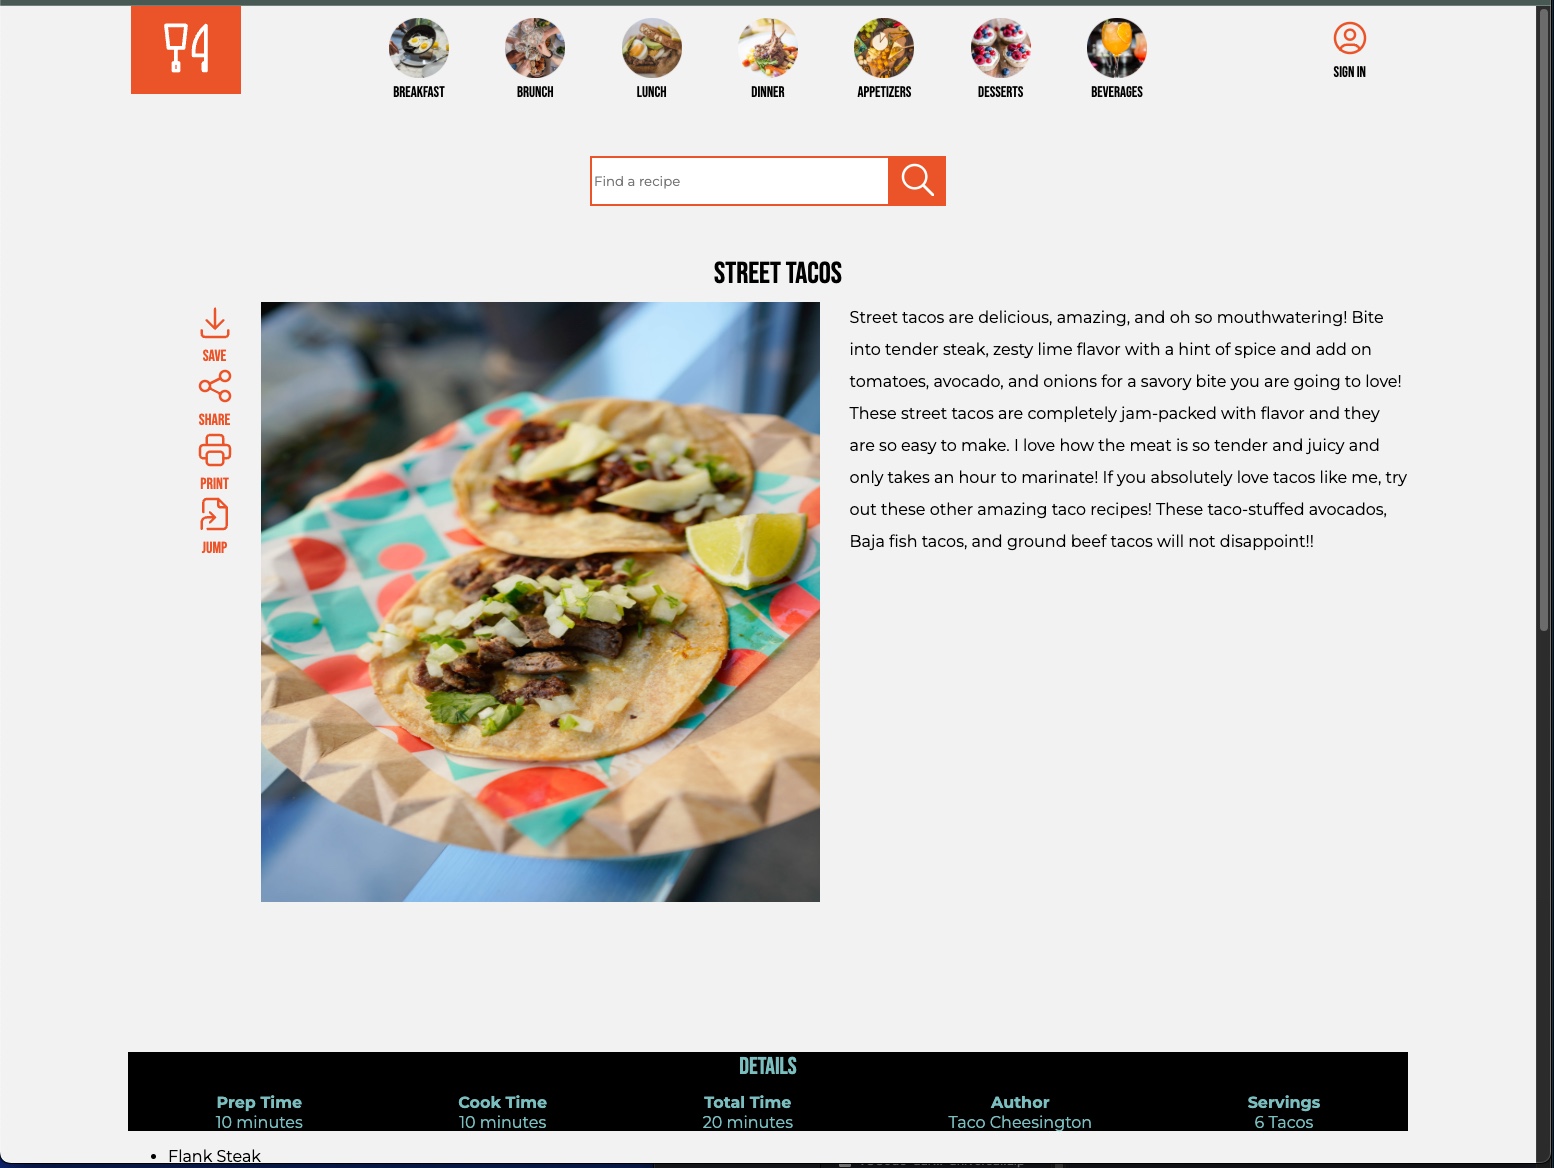 BREAKFAST
BRUNCH
LUNCH
DINNER
APPETIZERS
DESSERTS
BEVERAGES
SIGN IN
Find a recipe
STREET TACOS
SAVE
SHARE
PRINT
JUMP
Street tacos are delicious, amazing, and oh so mouthwatering! Bite
into tender steak, zesty lime flavor with a hint of spice and add on
tomatoes, avocado, and onions for a savory bite you are going to love!
These street tacos are completely jam-packed with flavor and they
are so easy to make. I love how the meat is so tender and juicy and
only takes an hour to marinate! If you absolutely love tacos like me, try
out these other amazing taco recipes! These taco-stuffed avocados,
Baja fish tacos, and ground beef tacos will not disappoint!!
DETAILS
Prep Time
10 minutes
Cook Time
10 minutes
Total Time
20 minutes
Author
Taco Cheesington
Servings
6 Tacos
• Flank Steak